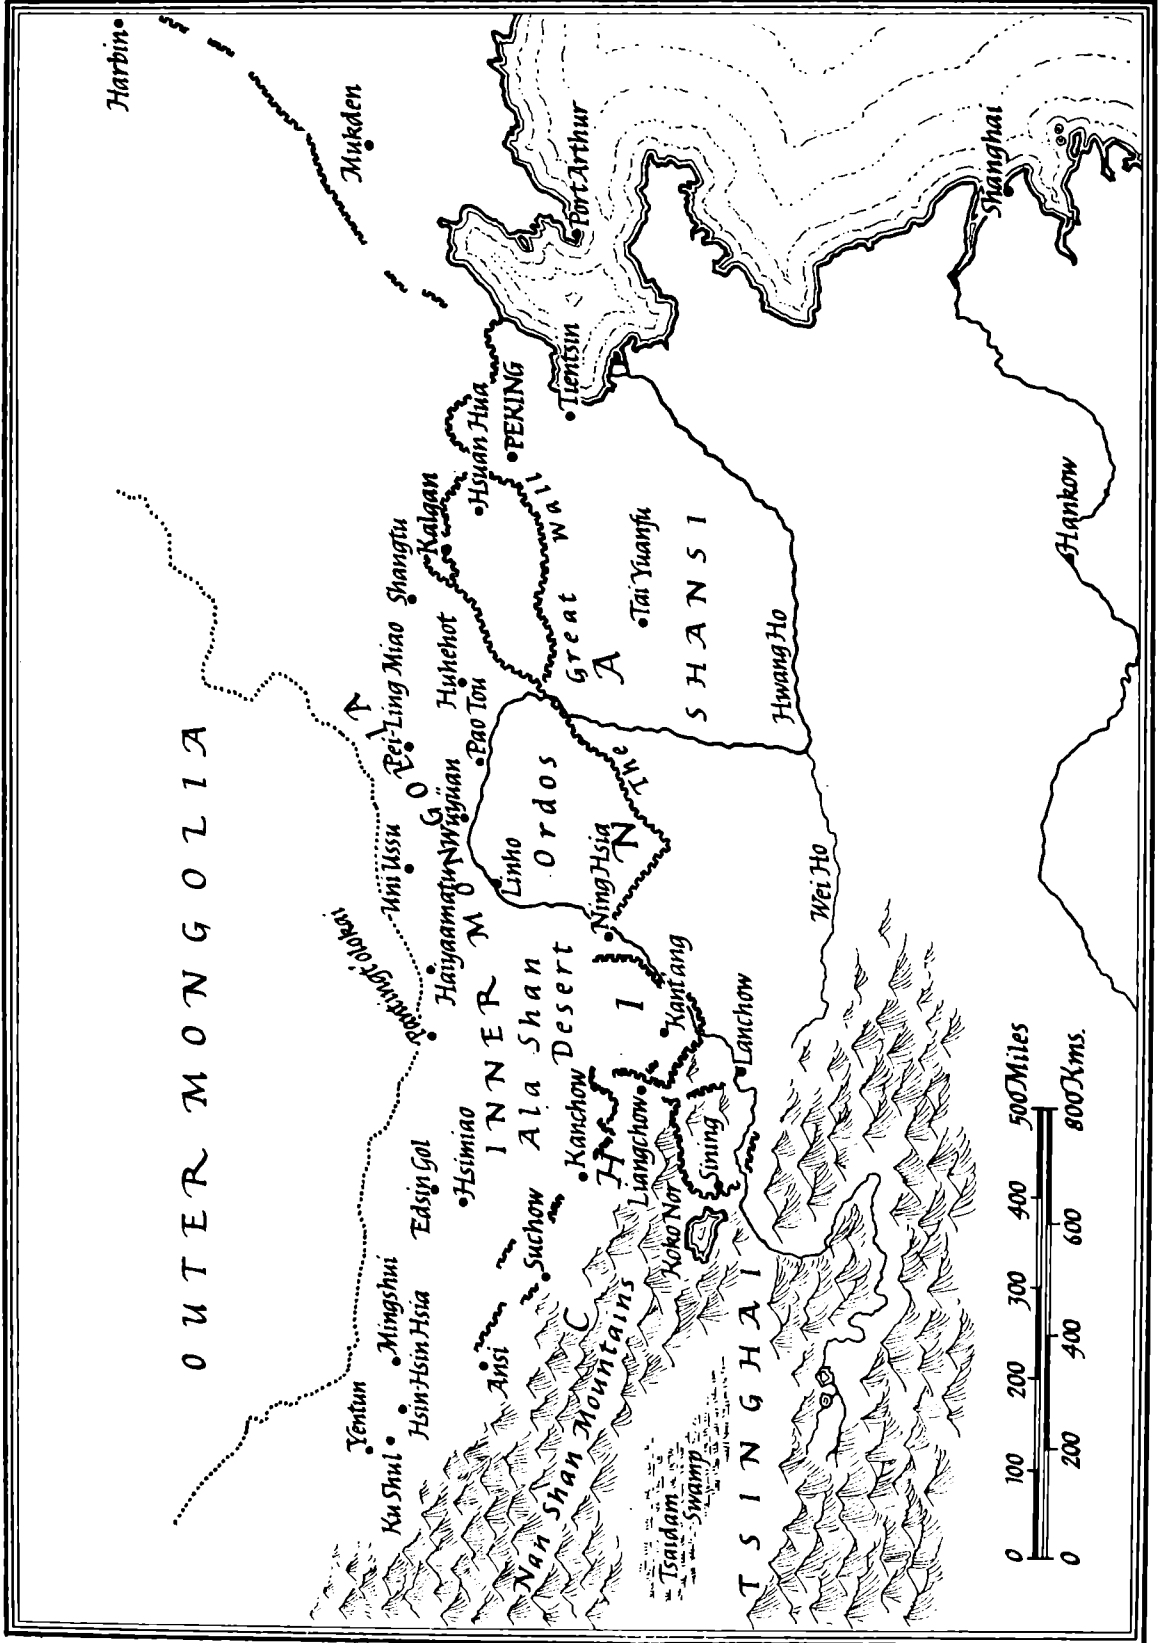 OUTER MONGOLIA
Harbin
Mukden
Yentun
Ku Shui
Mingshui
Hsin-Hsin Hsia
Edsin Gol
Hsimiao
Uni Ussu
Haiyaamatu
Pei-Ling Miao
Shangtu
INNER MONGOLIA
Wuyüan
Pao Tou
Huhehot
Kalgan
Hsuan Hua
PEKING
Tientsin
Port Arthur
Ansi
Suchow
Kanchow
Ala Shan
Desert
Linho
Ordos
Ning Hsia
The Great Wall
CHINA
Nan Shan Mountains
Liangchow
Kantang
Koko Nor
Sining
Lanchow
Tai Yuanfu
SHANSI
Tsaidam
Swamp
TSINGHAI
Wei Ho
Hwang Ho
Hankow
Shanghai
0 100 200 300 400 500 Miles
0 200 400 600 800 Kms.